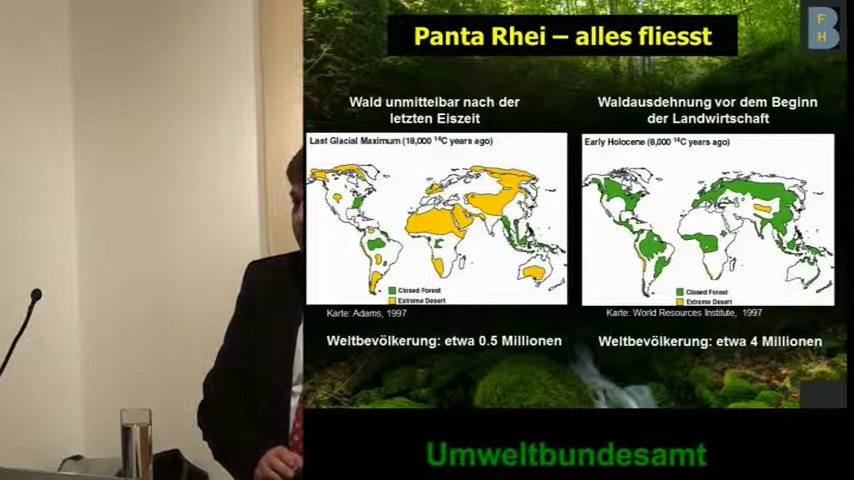 Panta Rhei – alles fliesst
F
H
B
Wald unmittelbar nach der
letzten Eiszeit
Last Glacial Maximum (18,000 ¹⁴C years ago)
Closed Forest
Extreme Desert
Karte: Adams, 1997
Weltbevölkerung: etwa 0.5 Millionen
Waldausdehnung vor dem Beginn
der Landwirtschaft
Early Holocene (8,000 ¹⁴C years ago)
Closed Forest
Extreme Desert
Karte: World Resources Institute, 1997
Weltbevölkerung: etwa 4 Millionen
Umweltbundesamt